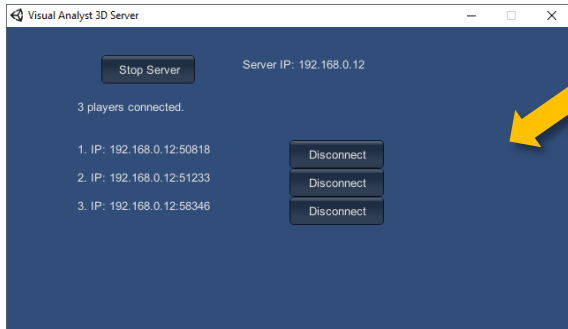 Visual Analyst 3D Server
Stop Server
Server IP: 192.168.0.12
3 players connected.
1. IP: 192.168.0.12:50818
Disconnect
2. IP: 192.168.0.12:51233
Disconnect
3. IP: 192.168.0.12:58346
Disconnect